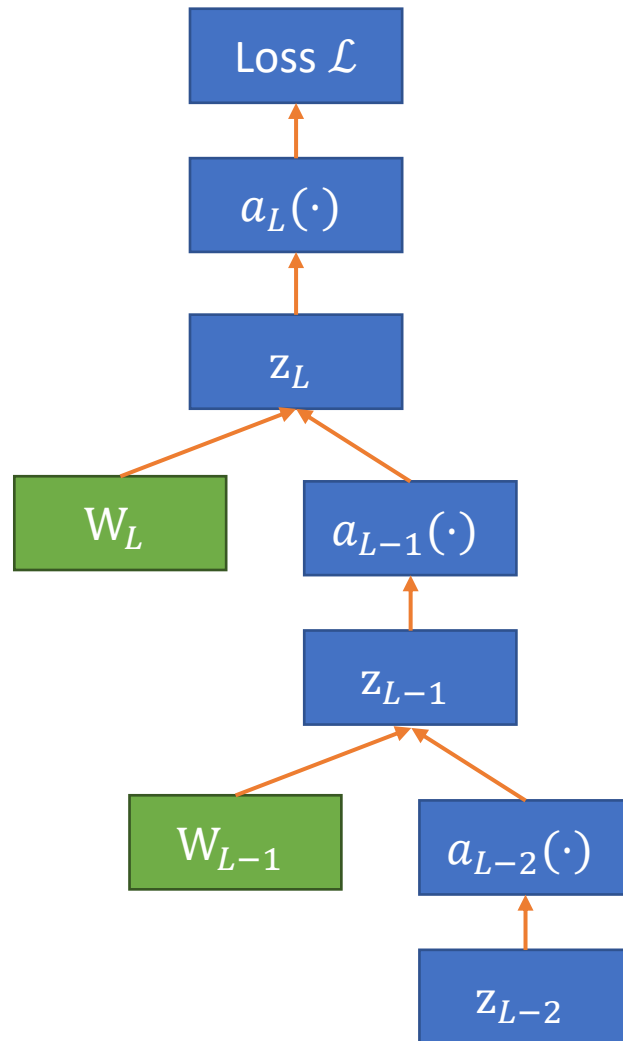 Loss ℒ
a_L(·)
z_L
W_L
a_{L−1}(·)
z_{L−1}
W_{L−1}
a_{L−2}(·)
z_{L−2}